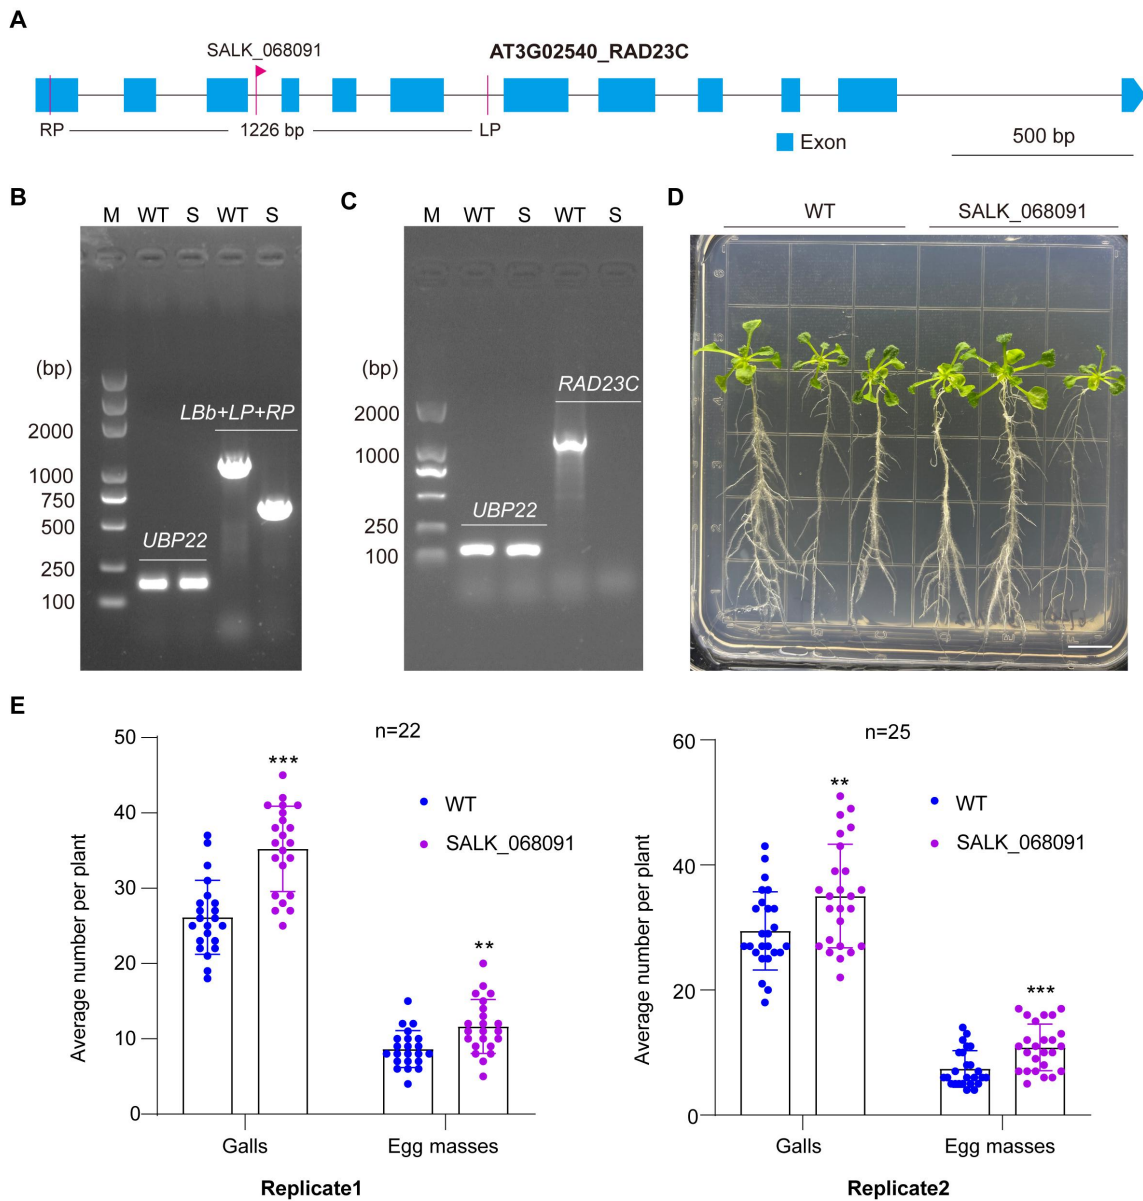 A
SALK_068091
AT3G02540_RAD23C
RP
1226 bp
LP
Exon
500 bp
B
M WT S WT S
(bp)
LBb+LP+RP
2000
1000
750
500
UBP22
250
100
C
M WT S WT S
(bp)
RAD23C
2000
1000
UBP22
250
100
D
WT
SALK_068091
E
n=22
WT
SALK_068091
***
**
Average number per plant
50
40
30
20
10
0
Galls
Egg masses
Replicate1
n=25
WT
SALK_068091
**
***
Average number per plant
60
40
20
0
Galls
Egg masses
Replicate2